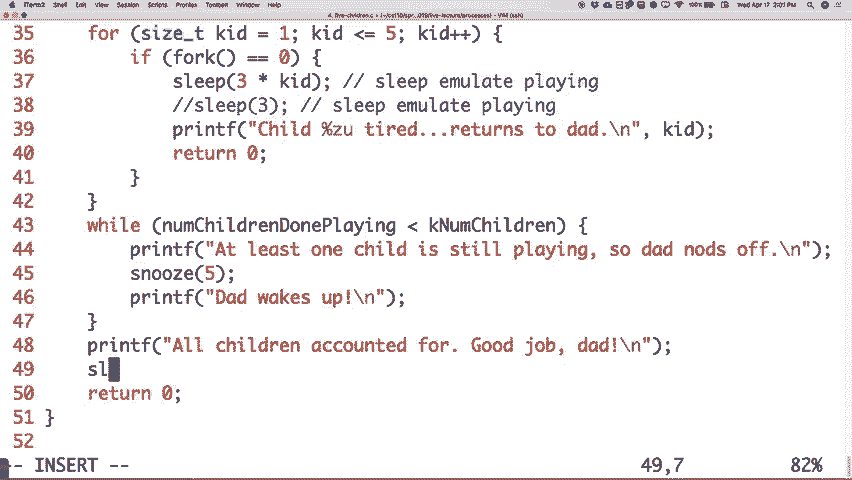 iTerm2 Shell Edit View Session Scripts Profiles Toolbelt Window Help 100% Wed Apr 17 2:01 PM
35     for (size_t kid = 1; kid <= 5; kid++) {
36         if (fork() == 0) {
37             sleep(3 * kid); // sleep emulate playing
38             //sleep(3); // sleep emulate playing
39             printf("Child %zu tired...returns to dad.\n", kid);
40             return 0;
41         }
42     }
43     while (numChildrenDonePlaying < kNumChildren) {
44         printf("At least one child is still playing, so dad nods off.\n");
45         snooze(5);
46         printf("Dad wakes up!\n");
47     }
48     printf("All children accounted for. Good job, dad!\n");
49     sl
50     return 0;
51 }
52
-- INSERT -- 49,7 82%